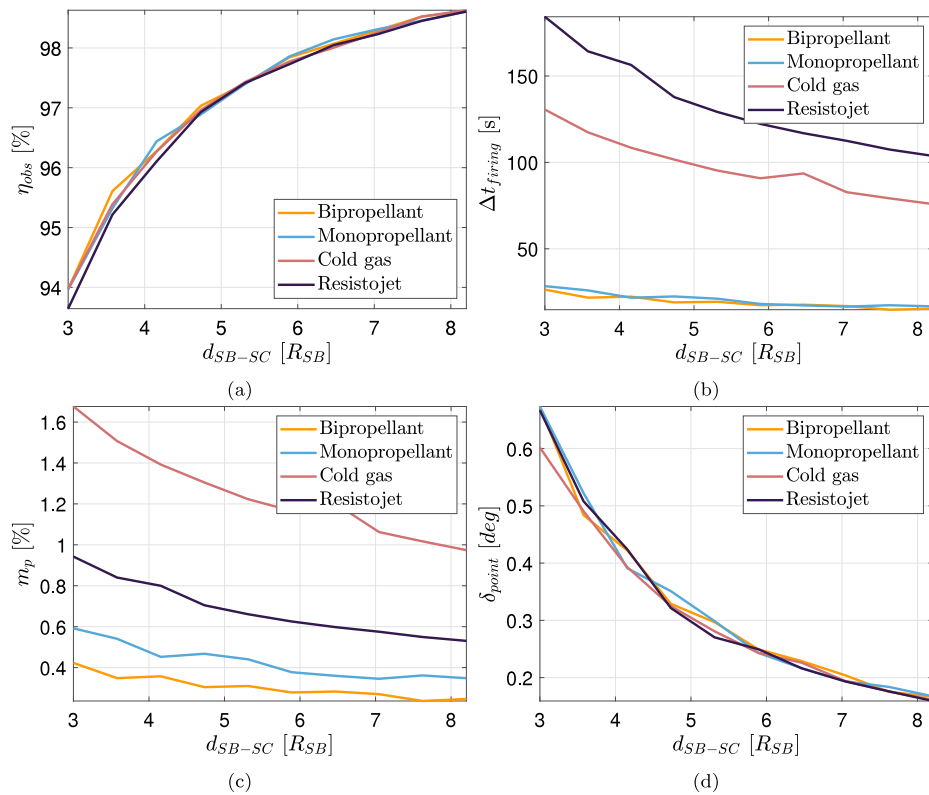 98
97
96
95
94
η_obs [%]
Bipropellant
Monopropellant
Cold gas
Resistojet
3 4 5 6 7 8
d_SB−SC [R_SB]
(a)
150
100
50
Δt_firing [s]
Bipropellant
Monopropellant
Cold gas
Resistojet
3 4 5 6 7 8
d_SB−SC [R_SB]
(b)
1.6
1.4
1.2
1
0.8
0.6
0.4
m_p [%]
Bipropellant
Monopropellant
Cold gas
Resistojet
3 4 5 6 7 8
d_SB−SC [R_SB]
(c)
0.6
0.5
0.4
0.3
0.2
δ_point [deg]
Bipropellant
Monopropellant
Cold gas
Resistojet
3 4 5 6 7 8
d_SB−SC [R_SB]
(d)